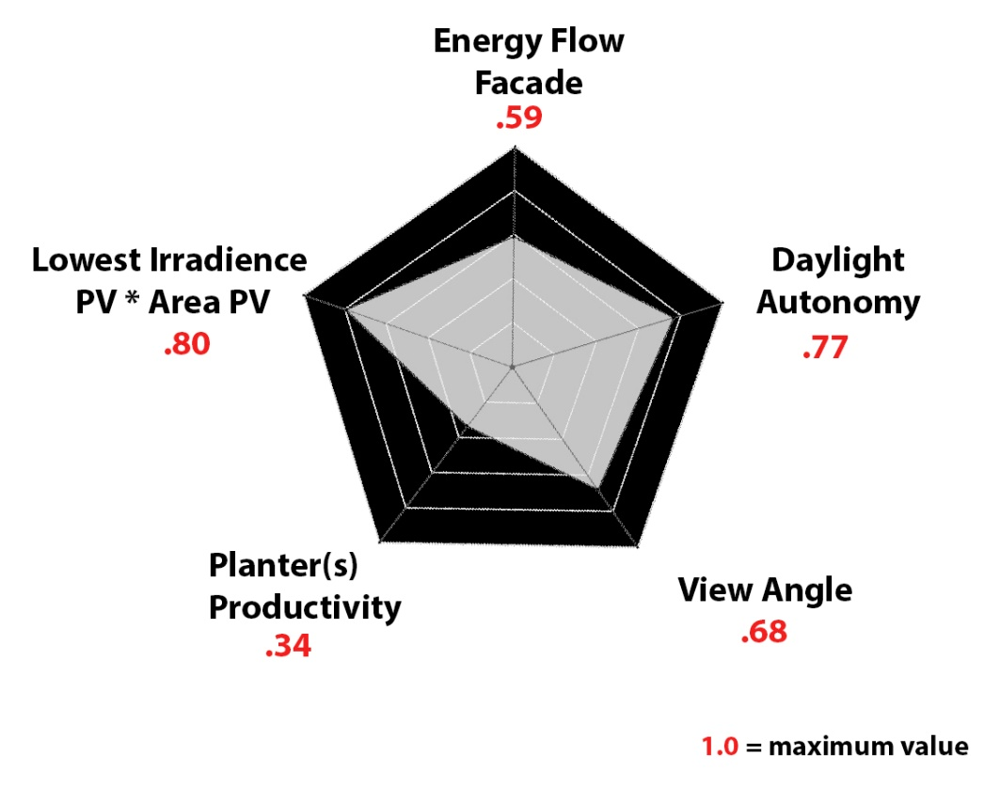 Energy Flow
Facade
.59
Lowest Irradience
PV * Area PV
.80
Daylight
Autonomy
.77
Planter(s)
Productivity
.34
View Angle
.68
1.0 = maximum value